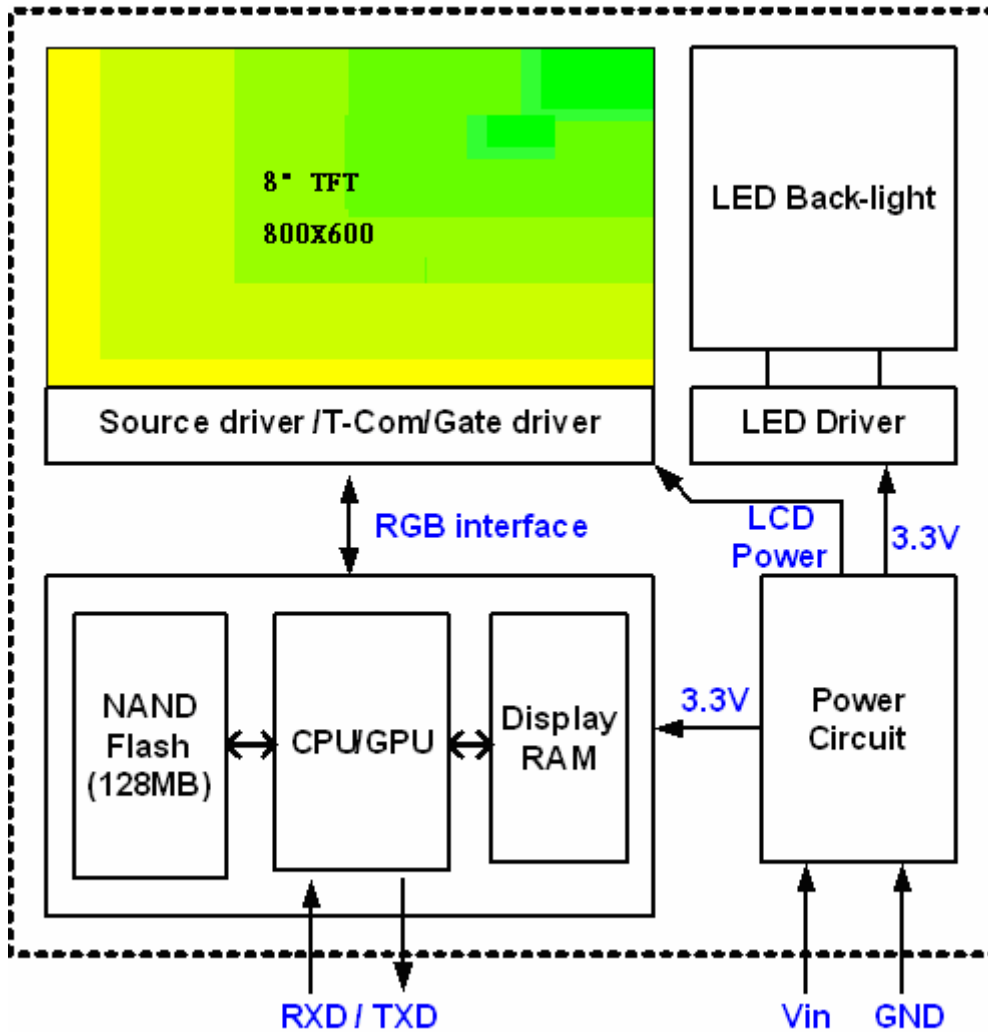 8" TFT
800X600
LED Back-light
Source driver /T-Com/Gate driver
LED Driver
RGB interface
LCD
Power
3.3V
NAND
Flash
(128MB)
CPU/GPU
Display
RAM
3.3V
Power
Circuit
RXD / TXD
Vin
GND